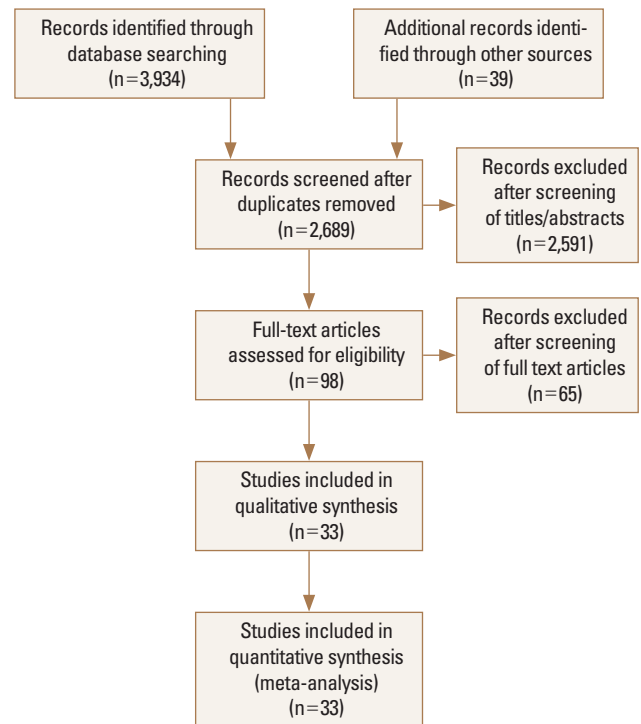 Records identified through
database searching
(n=3,934)
Additional records identi-
fied through other sources
(n=39)
Records screened after
duplicates removed
(n=2,689)
Records excluded
after screening
of titles/abstracts
(n=2,591)
Full-text articles
assessed for eligibility
(n=98)
Records excluded
after screening
of full text articles
(n=65)
Studies included in
qualitative synthesis
(n=33)
Studies included in
quantitative synthesis
(meta-analysis)
(n=33)